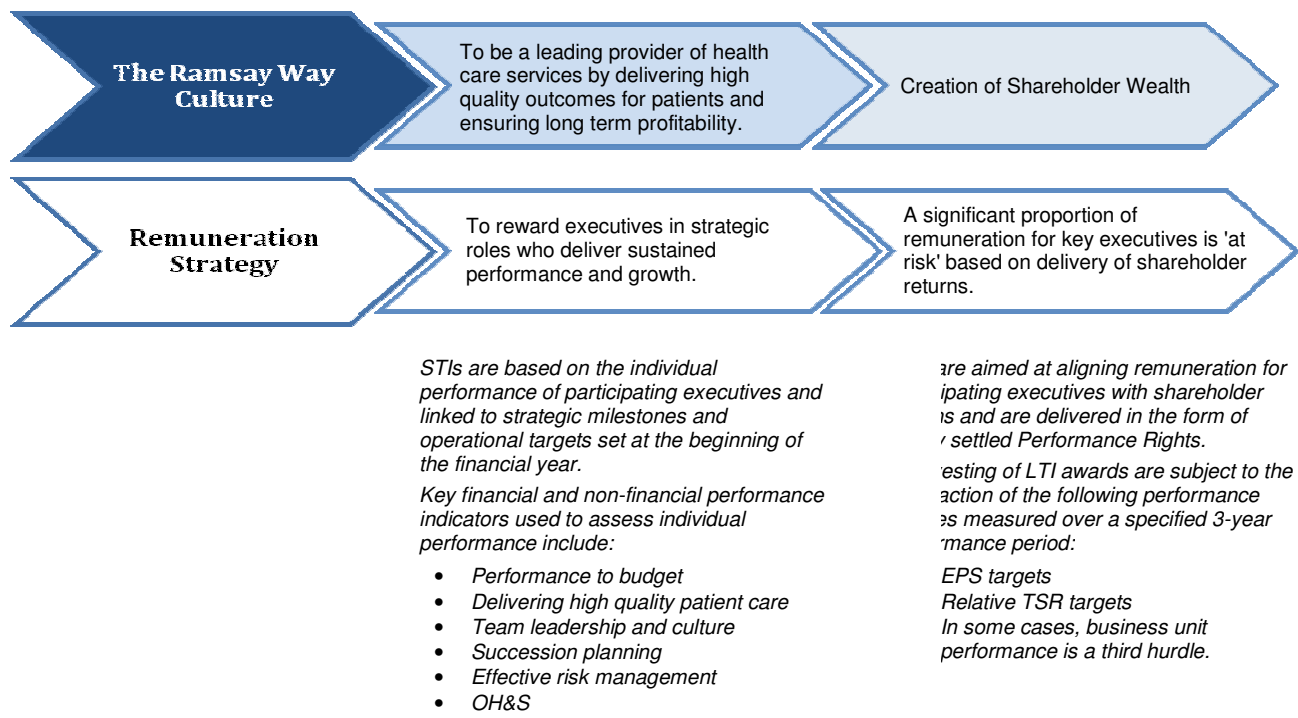 The Ramsay Way
Culture
To be a leading provider of health
care services by delivering high
quality outcomes for patients and
ensuring long term profitability.
Creation of Shareholder Wealth
Remuneration
Strategy
To reward executives in strategic
roles who deliver sustained
performance and growth.
A significant proportion of
remuneration for key executives is 'at
risk' based on delivery of shareholder
returns.
STIs are based on the individual
performance of participating executives and
linked to strategic milestones and
operational targets set at the beginning of
the financial year.
Key financial and non-financial performance
indicators used to assess individual
performance include:
• Performance to budget
• Delivering high quality patient care
• Team leadership and culture
• Succession planning
• Effective risk management
• OH&S
are aimed at aligning remuneration for
executives with shareholder
and are delivered in the form of
settled Performance Rights.
of LTI awards are subject to the
of the following performance
measured over a specified 3-year
period:
EPS targets
Relative TSR targets
In some cases, business unit
performance is a third hurdle.